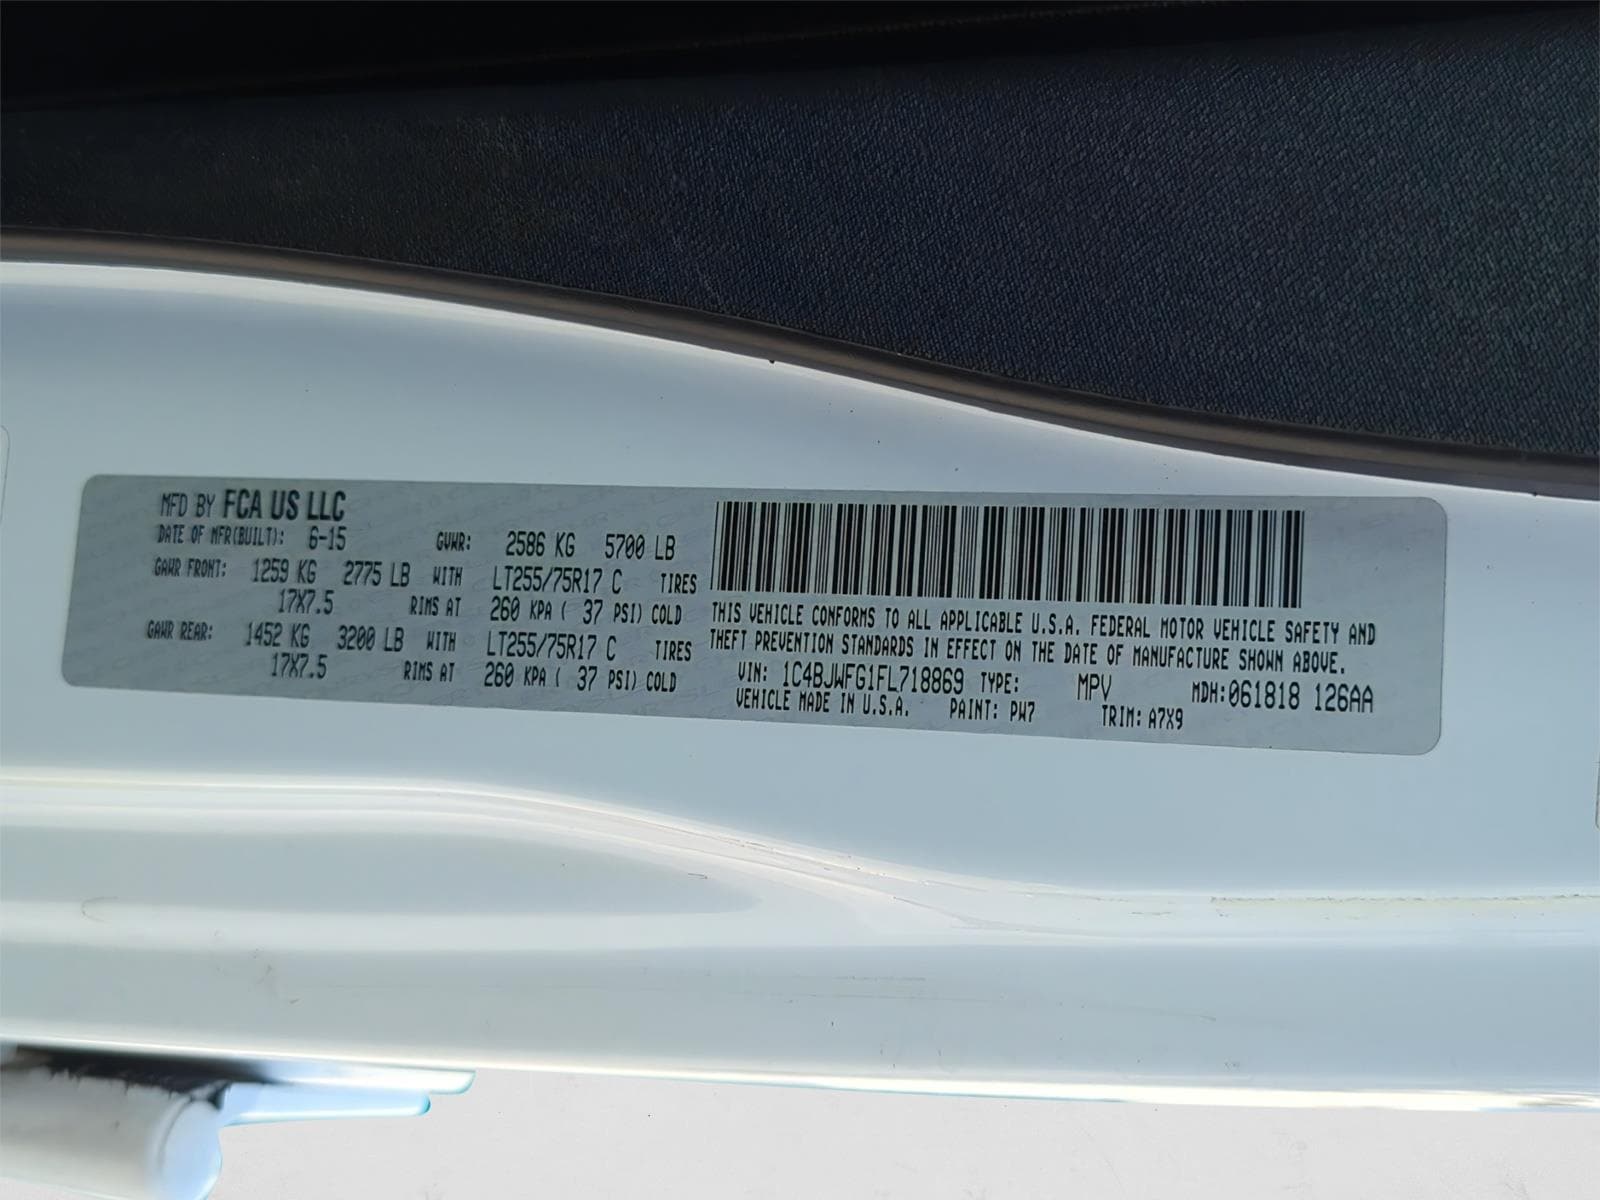 MFD BY FCA US LLC
DATE OF MFR(BUILT): 6-15 GVWR: 2586 KG 5700 LB
GAWR FRONT: 1259 KG 2775 LB WITH LT255/75R17 C TIRES
17X7.5 RIMS AT 260 KPA ( 37 PSI) COLD
GAWR REAR: 1452 KG 3200 LB WITH LT255/75R17 C TIRES
17X7.5 RIMS AT 260 KPA ( 37 PSI) COLD
THIS VEHICLE CONFORMS TO ALL APPLICABLE U.S.A. FEDERAL MOTOR VEHICLE SAFETY AND
THEFT PREVENTION STANDARDS IN EFFECT ON THE DATE OF MANUFACTURE SHOWN ABOVE.
VIN: 1C4BJWFG1FL718869 TYPE: MPV MDH:061818 126AA
VEHICLE MADE IN U.S.A. PAINT: PW7 TRIM: A7X9